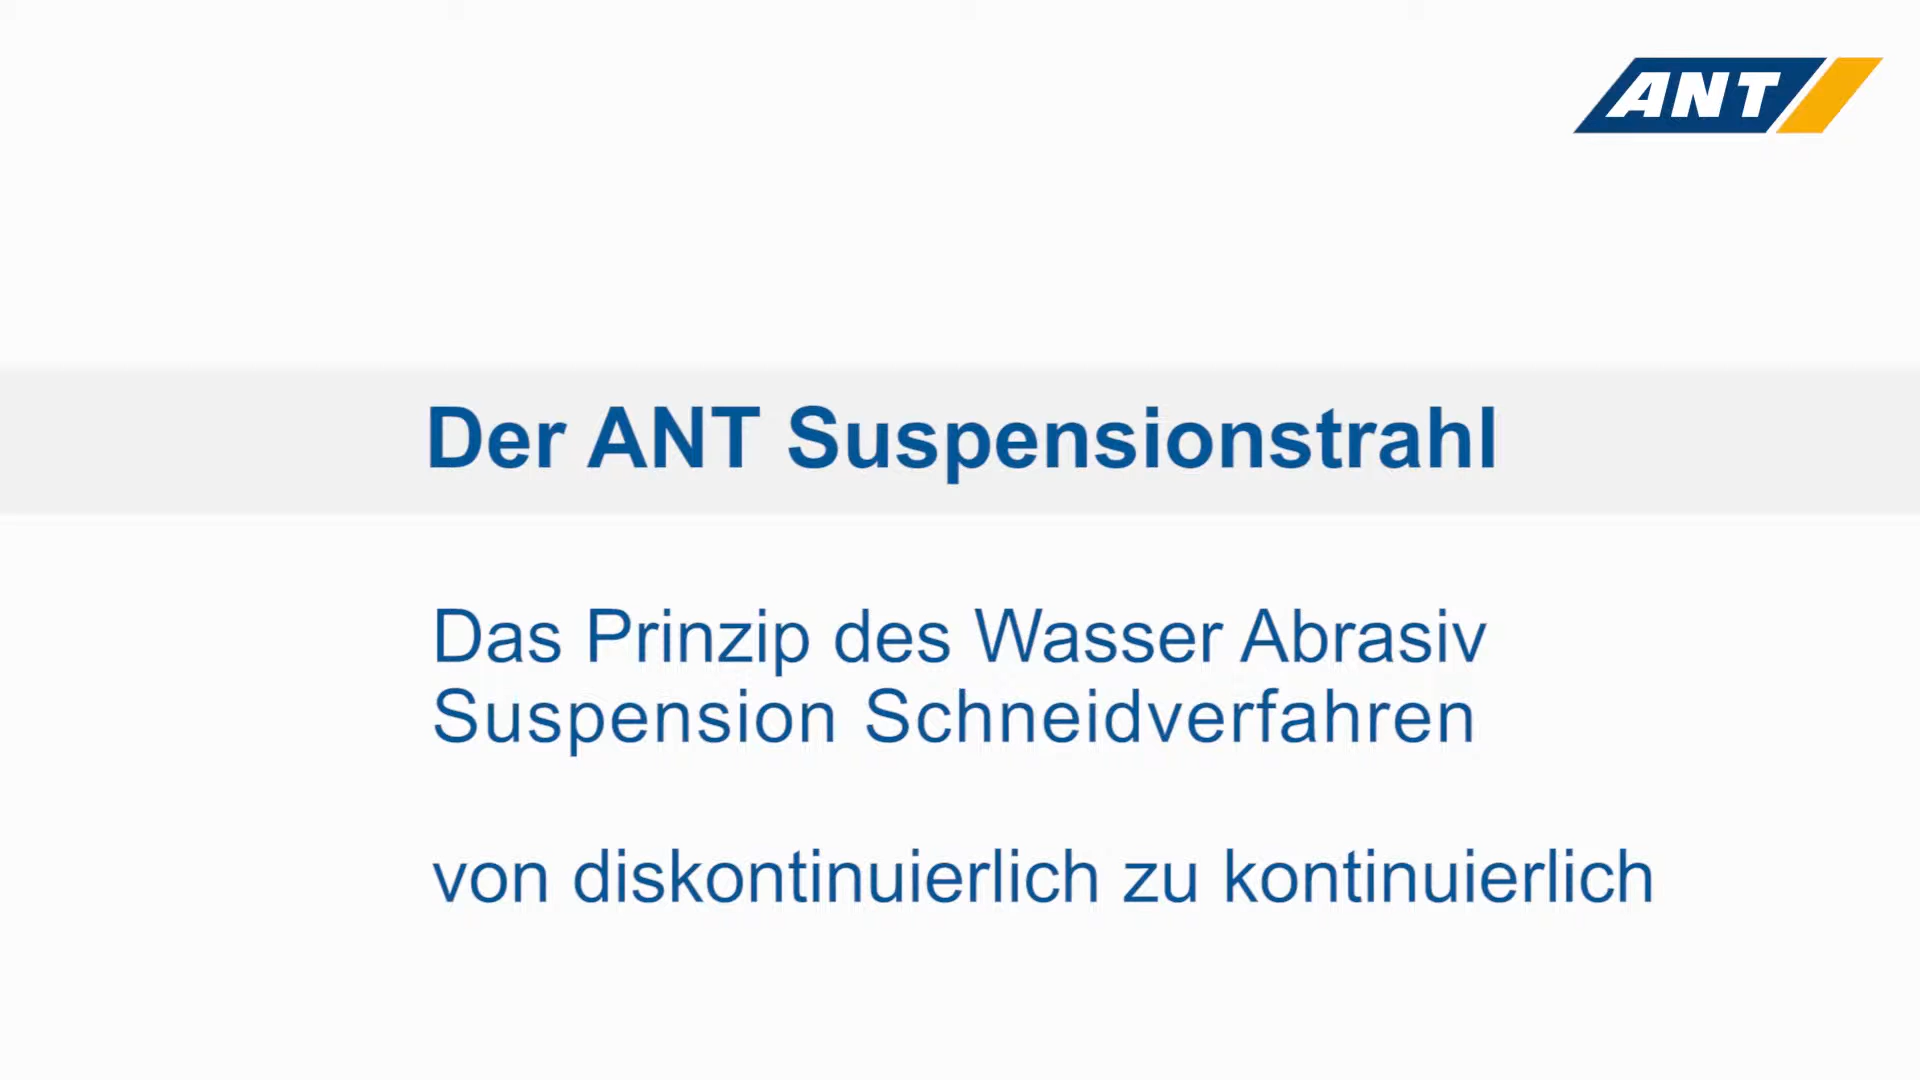 ANT
Der ANT Suspensionstrahl
Das Prinzip des Wasser Abrasiv
Suspension Schneidverfahren
von diskontinuierlich zu kontinuierlich